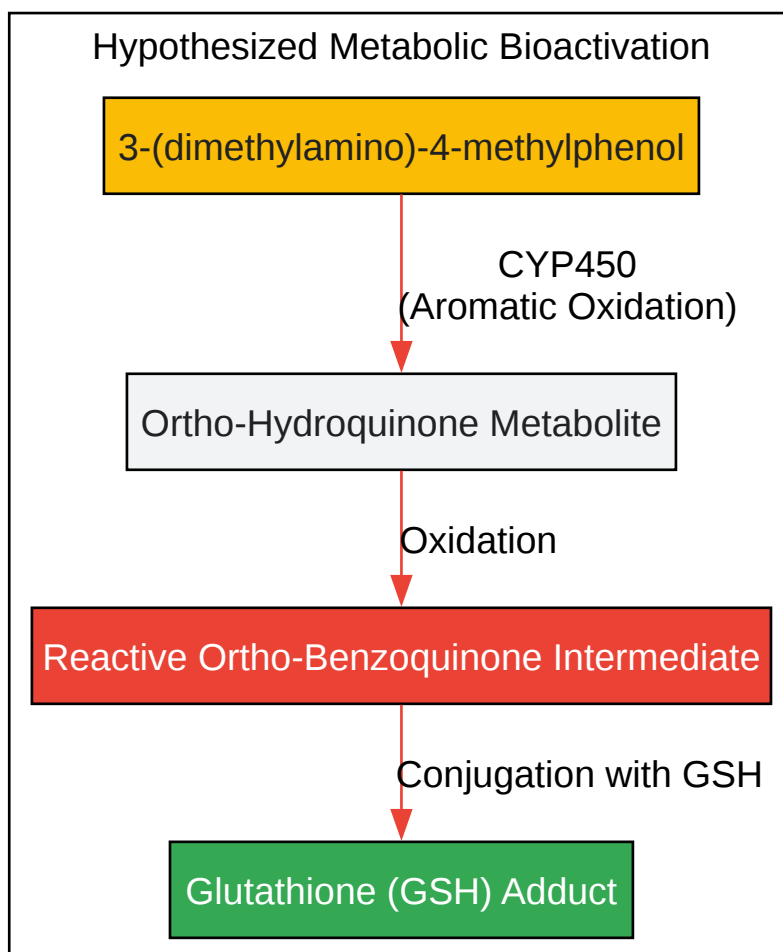 Hypothesized Metabolic Bioactivation
3-(dimethylamino)-4-methylphenol
CYP450
(Aromatic Oxidation)
Ortho-Hydroquinone Metabolite
Oxidation
Reactive Ortho-Benzoquinone Intermediate
Conjugation with GSH
Glutathione (GSH) Adduct